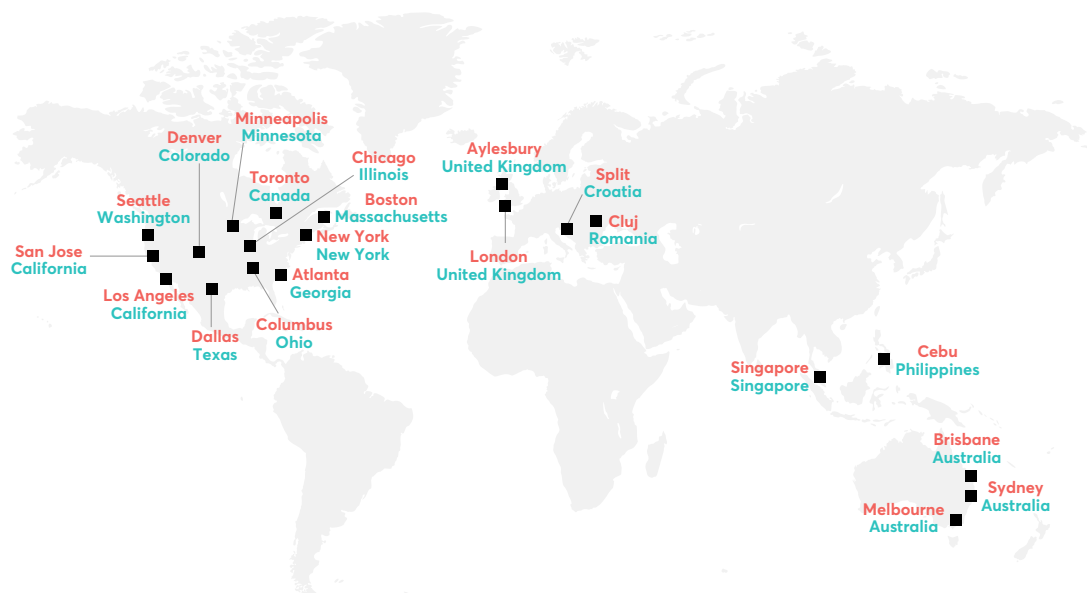 Minneapolis
Minnesota
Denver
Colorado
Chicago
Illinois
Toronto
Canada
Boston
Massachusetts
Seattle
Washington
New York
New York
San Jose
California
Atlanta
Georgia
Los Angeles
California
Columbus
Ohio
Dallas
Texas
Aylesbury
United Kingdom
Split
Croatia
Cluj
Romania
London
United Kingdom
Cebu
Philippines
Singapore
Singapore
Brisbane
Australia
Sydney
Australia
Melbourne
Australia